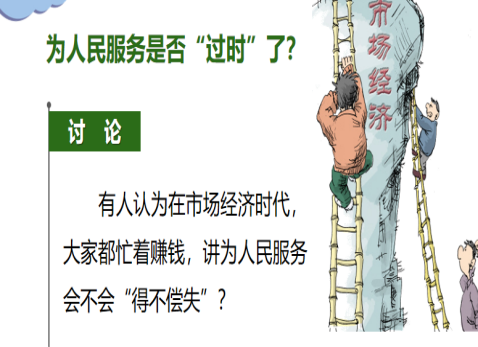 为人民服务是否“过时”了？
讨 论
有人认为在市场经济时代，
大家都忙着赚钱，讲为人民服务
会不会“得不偿失”？
市场经济